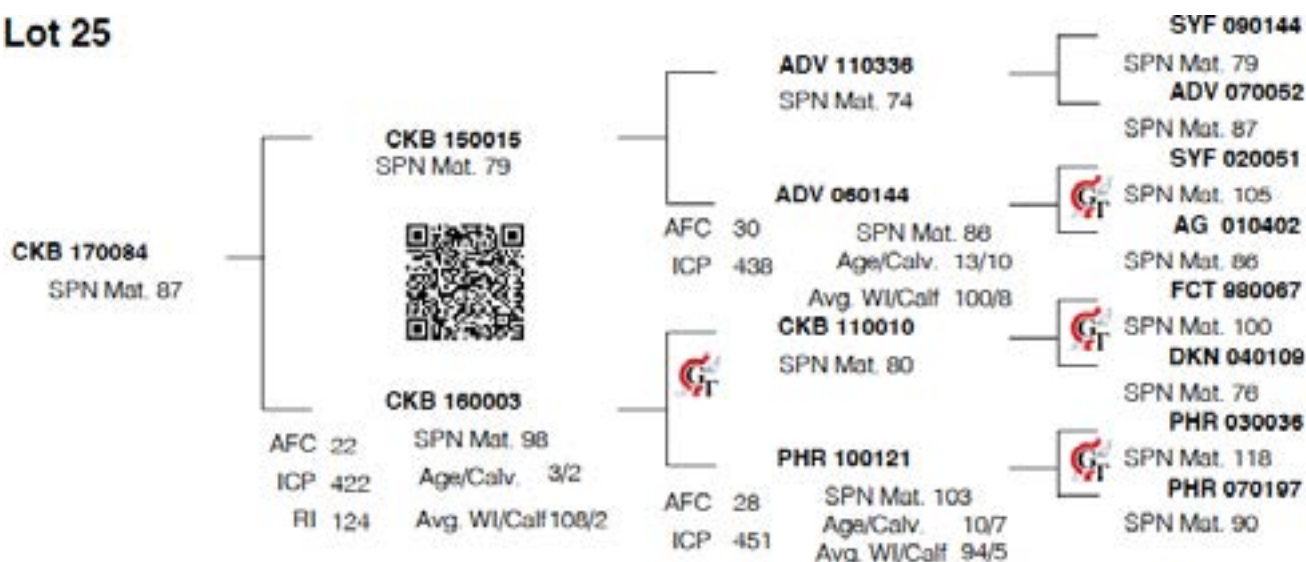 Lot 25
CKB 170084
SPN Mat. 87
CKB 150015
SPN Mat. 79
CKB 160003
AFC 22 SPN Mat. 98
ICP 422 Age/Calv. 3/2
RI 124 Avg. WI/Calf 108/2
ADV 110336
SPN Mat. 74
ADV 060144
AFC 30 SPN Mat. 86
ICP 438 Age/Calv. 13/10
Avg. WI/Calf 100/8
CKB 110010
SPN Mat. 80
GT
PHR 100121
AFC 28 SPN Mat. 103
ICP 451 Age/Calv. 10/7
Avg. WI/Calf 94/5
SYF 090144
SPN Mat. 79
ADV 070052
SPN Mat. 87
SYF 020051
GT SPN Mat. 105
AG 010402
SPN Mat. 86
FCT 980067
GT SPN Mat. 100
DKN 040109
SPN Mat. 76
PHR 030036
GT SPN Mat. 118
PHR 070197
SPN Mat. 90